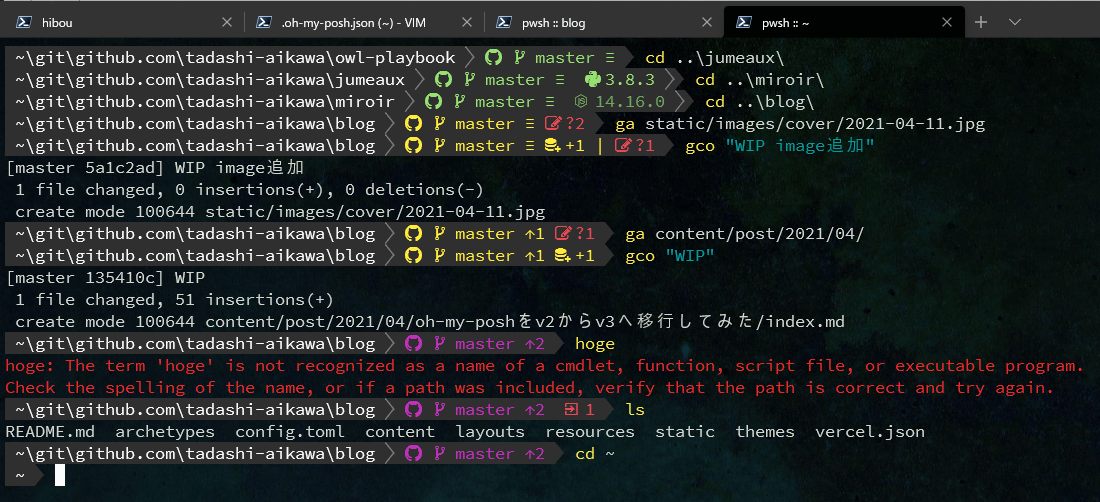 hibou
.oh-my-posh.json (~) - VIM
pwsh :: blog
pwsh :: ~
~\git\github.com\tadashi-aikawa\owl-playbook master ≡ cd ..\jumeaux\
~\git\github.com\tadashi-aikawa\jumeaux master ≡ 3.8.3 cd ..\miroir\
~\git\github.com\tadashi-aikawa\miroir master ≡ 14.16.0 cd ..\blog\
~\git\github.com\tadashi-aikawa\blog master ≡ ?2 ga static/images/cover/2021-04-11.jpg
~\git\github.com\tadashi-aikawa\blog master ≡ +1 | ?1 gco "WIP image追加"
[master 5a1c2ad] WIP image追加
1 file changed, 0 insertions(+), 0 deletions(-)
create mode 100644 static/images/cover/2021-04-11.jpg
~\git\github.com\tadashi-aikawa\blog master ↑1 ?1 ga content/post/2021/04/
~\git\github.com\tadashi-aikawa\blog master ↑1 +1 gco "WIP"
[master 135410c] WIP
1 file changed, 51 insertions(+)
create mode 100644 content/post/2021/04/oh-my-poshをv2からv3へ移行してみた/index.md
~\git\github.com\tadashi-aikawa\blog master ↑2 hoge
hoge: The term 'hoge' is not recognized as a name of a cmdlet, function, script file, or executable program.
Check the spelling of the name, or if a path was included, verify that the path is correct and try again.
~\git\github.com\tadashi-aikawa\blog master ↑2 1 ls
README.md archetypes config.toml content layouts resources static themes vercel.json
~\git\github.com\tadashi-aikawa\blog master ↑2 cd ~
~